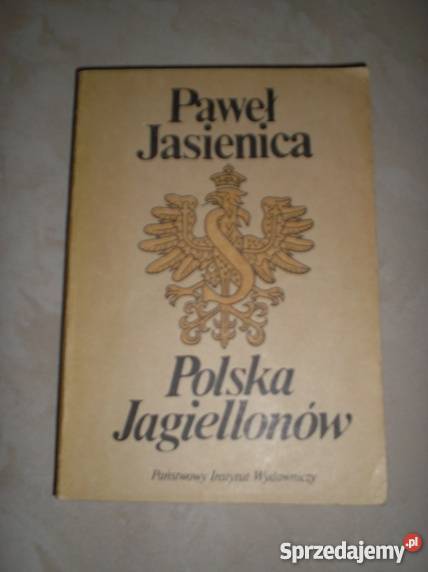 Paweł
Jasienica
S
Polska
Jagiellonów
Państwowy Instytut Wydawniczy
Sprzedajemy.pl